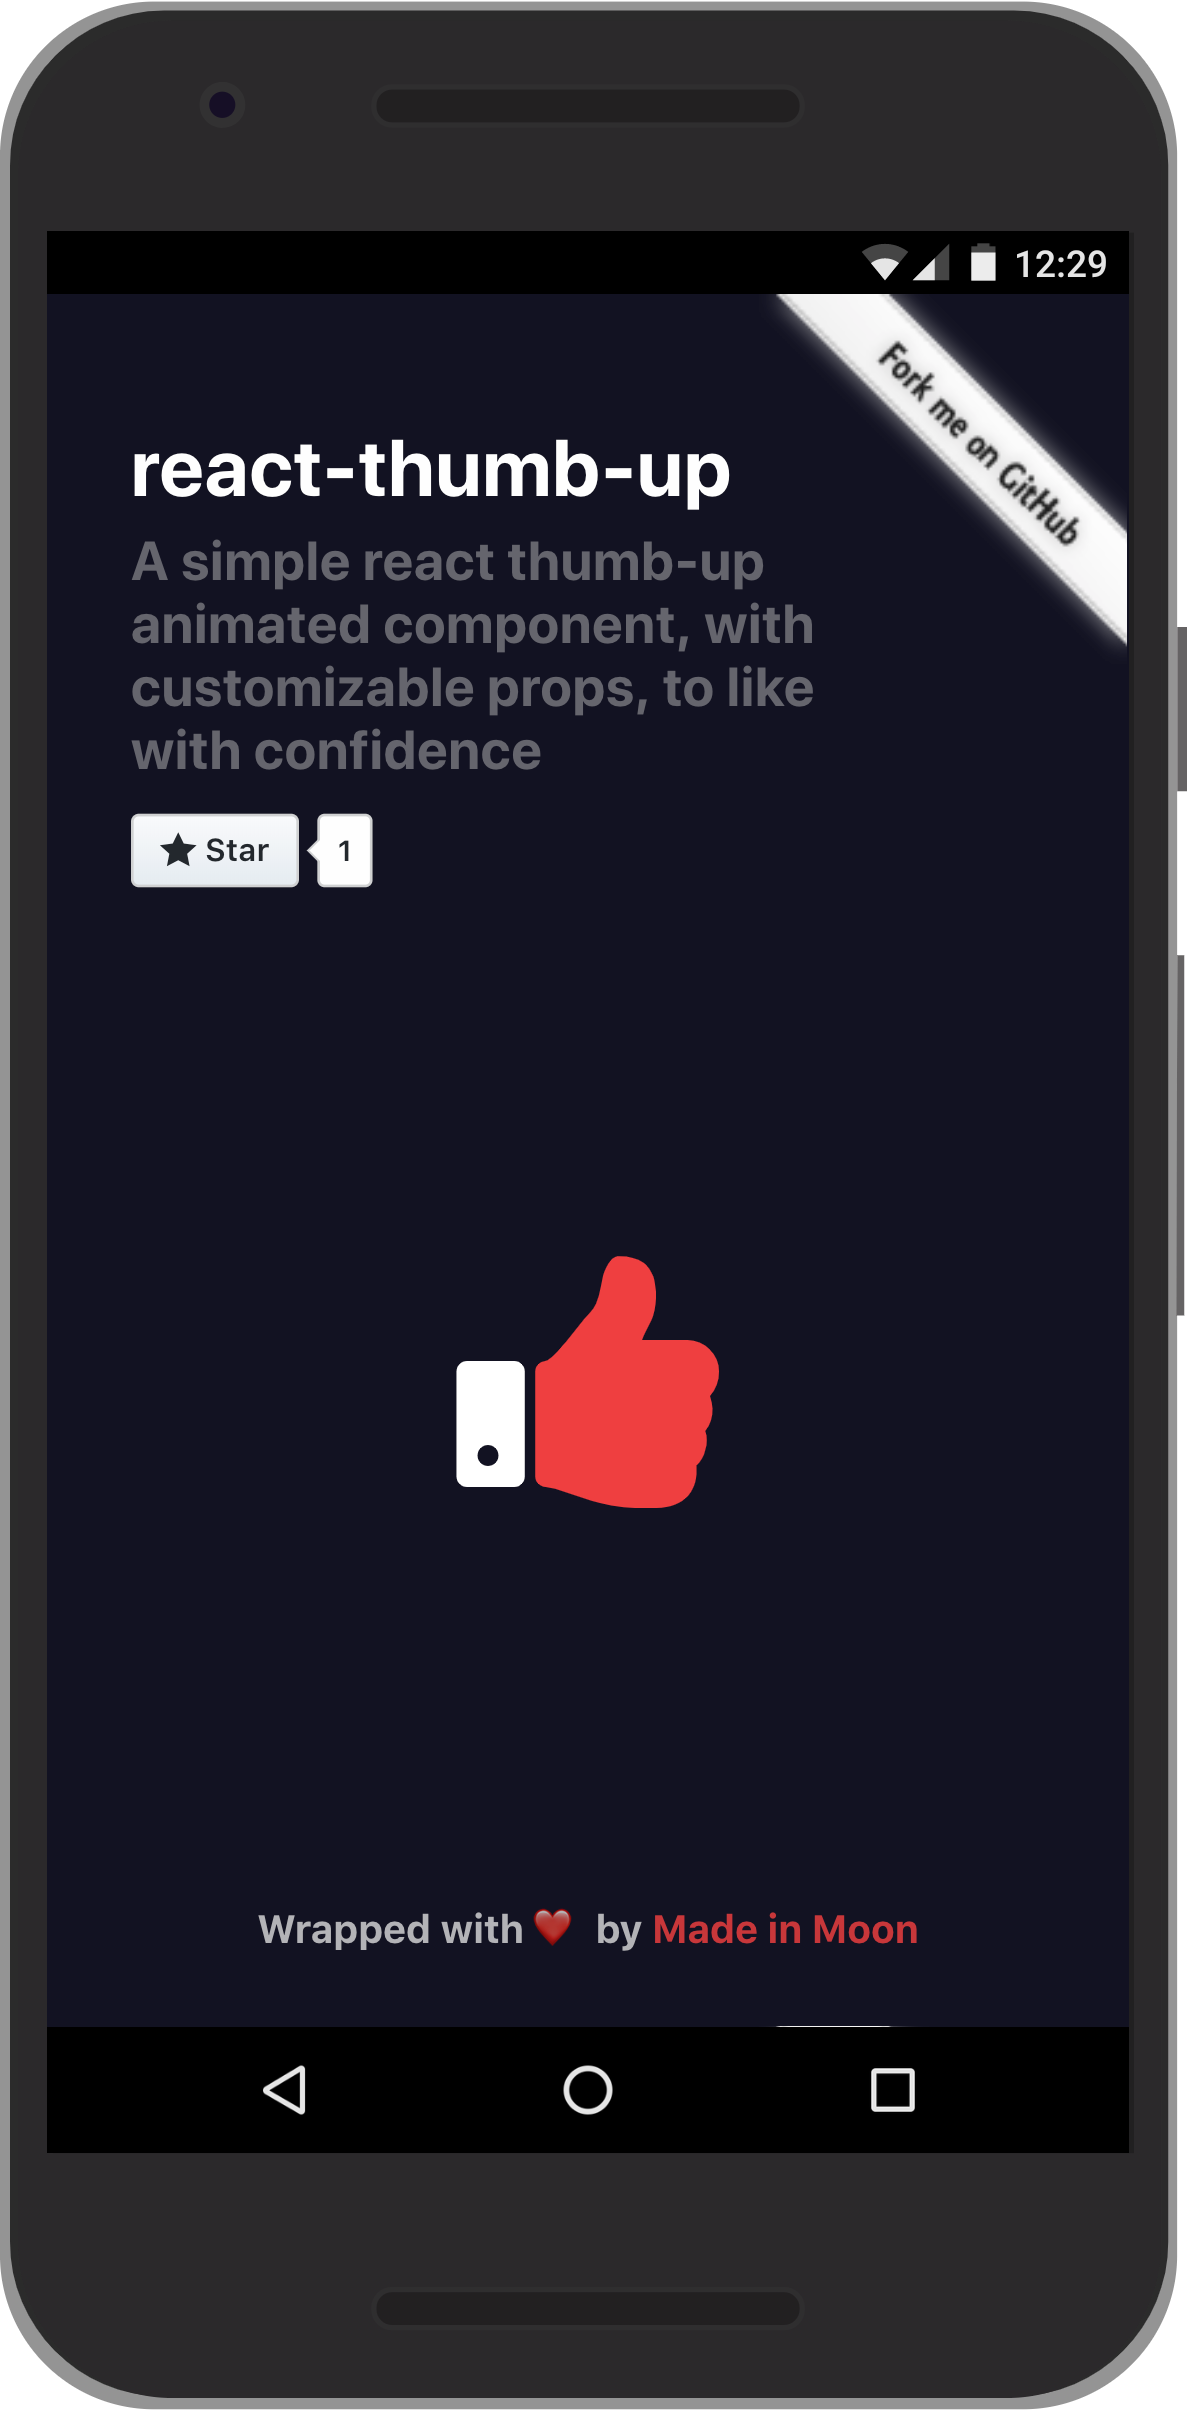 12:29
Fork me on GitHub
react-thumb-up
A simple react thumb-up
animated component, with
customizable props, to like
with confidence
Star 1
Wrapped with ❤️ by Made in Moon